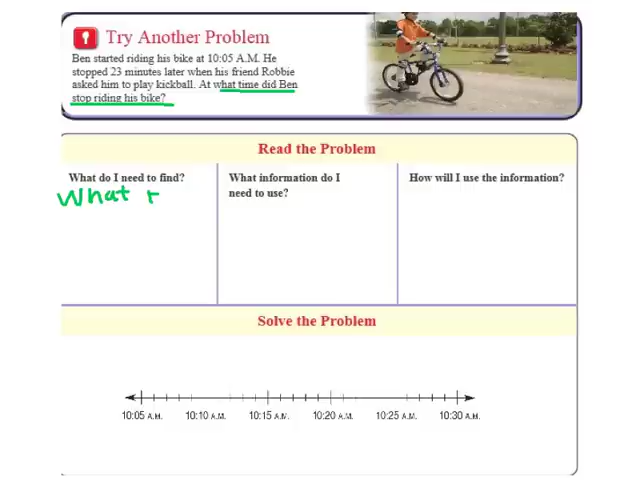 Try Another Problem
Ben started riding his bike at 10:05 A.M. He
stopped 23 minutes later when his friend Robbie
asked him to play kickball. At what time did Ben
stop riding his bike?
Read the Problem
What do I need to find?
What
What information do I
need to use?
How will I use the information?
Solve the Problem
10:05 A.M. 10:10 A.M. 10:15 A.M. 10:20 A.M. 10:25 A.M. 10:30 A.M.